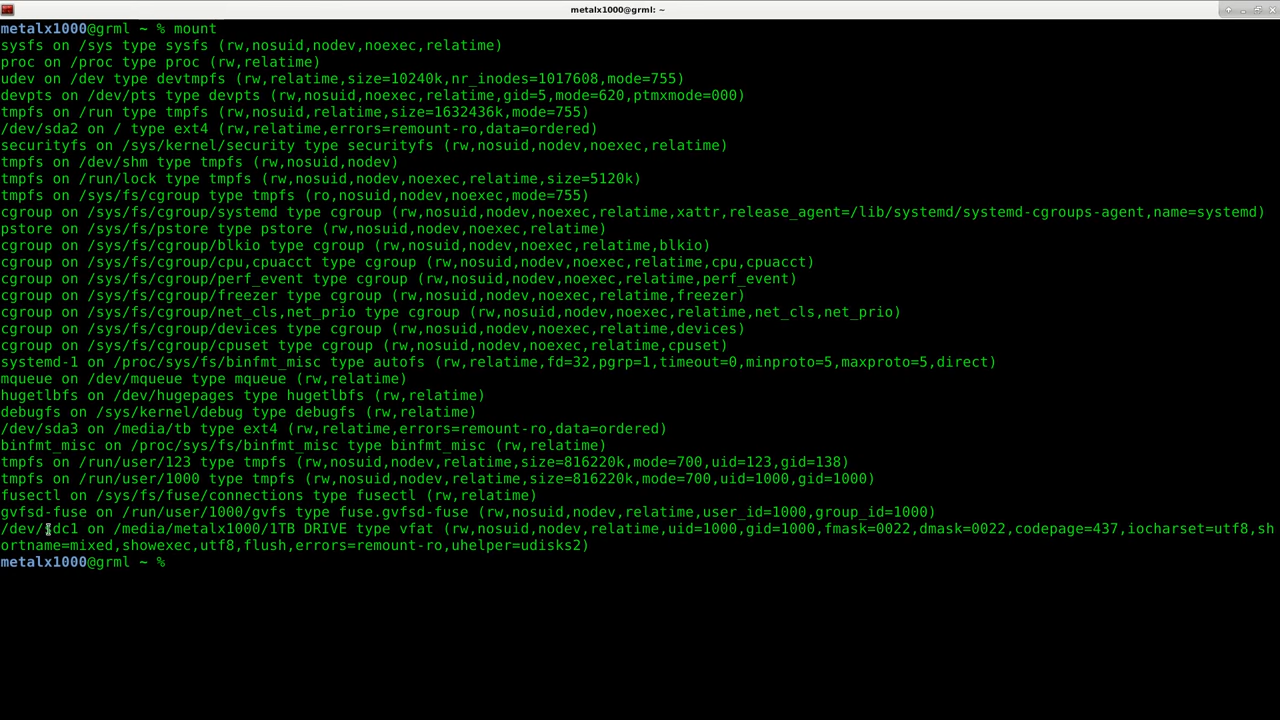 metalx1000@grml: ~
metalx1000@grml ~ % mount
sysfs on /sys type sysfs (rw,nosuid,nodev,noexec,relatime)
proc on /proc type proc (rw,relatime)
udev on /dev type devtmpfs (rw,relatime,size=10240k,nr_inodes=1017608,mode=755)
devpts on /dev/pts type devpts (rw,nosuid,noexec,relatime,gid=5,mode=620,ptmxmode=000)
tmpfs on /run type tmpfs (rw,nosuid,relatime,size=1632436k,mode=755)
/dev/sda2 on / type ext4 (rw,relatime,errors=remount-ro,data=ordered)
securityfs on /sys/kernel/security type securityfs (rw,nosuid,nodev,noexec,relatime)
tmpfs on /dev/shm type tmpfs (rw,nosuid,nodev)
tmpfs on /run/lock type tmpfs (rw,nosuid,nodev,noexec,relatime,size=5120k)
tmpfs on /sys/fs/cgroup type tmpfs (ro,nosuid,nodev,noexec,mode=755)
cgroup on /sys/fs/cgroup/systemd type cgroup (rw,nosuid,nodev,noexec,relatime,xattr,release_agent=/lib/systemd/systemd-cgroups-agent,name=systemd)
pstore on /sys/fs/pstore type pstore (rw,nosuid,nodev,noexec,relatime)
cgroup on /sys/fs/cgroup/blkio type cgroup (rw,nosuid,nodev,noexec,relatime,blkio)
cgroup on /sys/fs/cgroup/cpu,cpuacct type cgroup (rw,nosuid,nodev,noexec,relatime,cpu,cpuacct)
cgroup on /sys/fs/cgroup/perf_event type cgroup (rw,nosuid,nodev,noexec,relatime,perf_event)
cgroup on /sys/fs/cgroup/freezer type cgroup (rw,nosuid,nodev,noexec,relatime,freezer)
cgroup on /sys/fs/cgroup/net_cls,net_prio type cgroup (rw,nosuid,nodev,noexec,relatime,net_cls,net_prio)
cgroup on /sys/fs/cgroup/devices type cgroup (rw,nosuid,nodev,noexec,relatime,devices)
cgroup on /sys/fs/cgroup/cpuset type cgroup (rw,nosuid,nodev,noexec,relatime,cpuset)
systemd-1 on /proc/sys/fs/binfmt_misc type autofs (rw,relatime,fd=32,pgrp=1,timeout=0,minproto=5,maxproto=5,direct)
mqueue on /dev/mqueue type mqueue (rw,relatime)
hugetlbfs on /dev/hugepages type hugetlbfs (rw,relatime)
debugfs on /sys/kernel/debug type debugfs (rw,relatime)
/dev/sda3 on /media/tb type ext4 (rw,relatime,errors=remount-ro,data=ordered)
binfmt_misc on /proc/sys/fs/binfmt_misc type binfmt_misc (rw,relatime)
tmpfs on /run/user/123 type tmpfs (rw,nosuid,nodev,relatime,size=816220k,mode=700,uid=123,gid=138)
tmpfs on /run/user/1000 type tmpfs (rw,nosuid,nodev,relatime,size=816220k,mode=700,uid=1000,gid=1000)
fusectl on /sys/fs/fuse/connections type fusectl (rw,relatime)
gvfsd-fuse on /run/user/1000/gvfs type fuse.gvfsd-fuse (rw,nosuid,nodev,relatime,user_id=1000,group_id=1000)
/dev/sdc1 on /media/metalx1000/1TB DRIVE type vfat (rw,nosuid,nodev,relatime,uid=1000,gid=1000,fmask=0022,dmask=0022,codepage=437,iocharset=utf8,sh
ortname=mixed,showexec,utf8,flush,errors=remount-ro,uhelper=udisks2)
metalx1000@grml ~ %